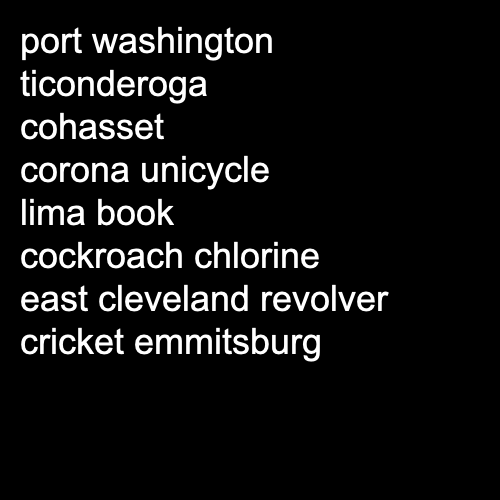 port washington
ticonderoga
cohasset
corona unicycle
lima book
cockroach chlorine
east cleveland revolver
cricket emmitsburg